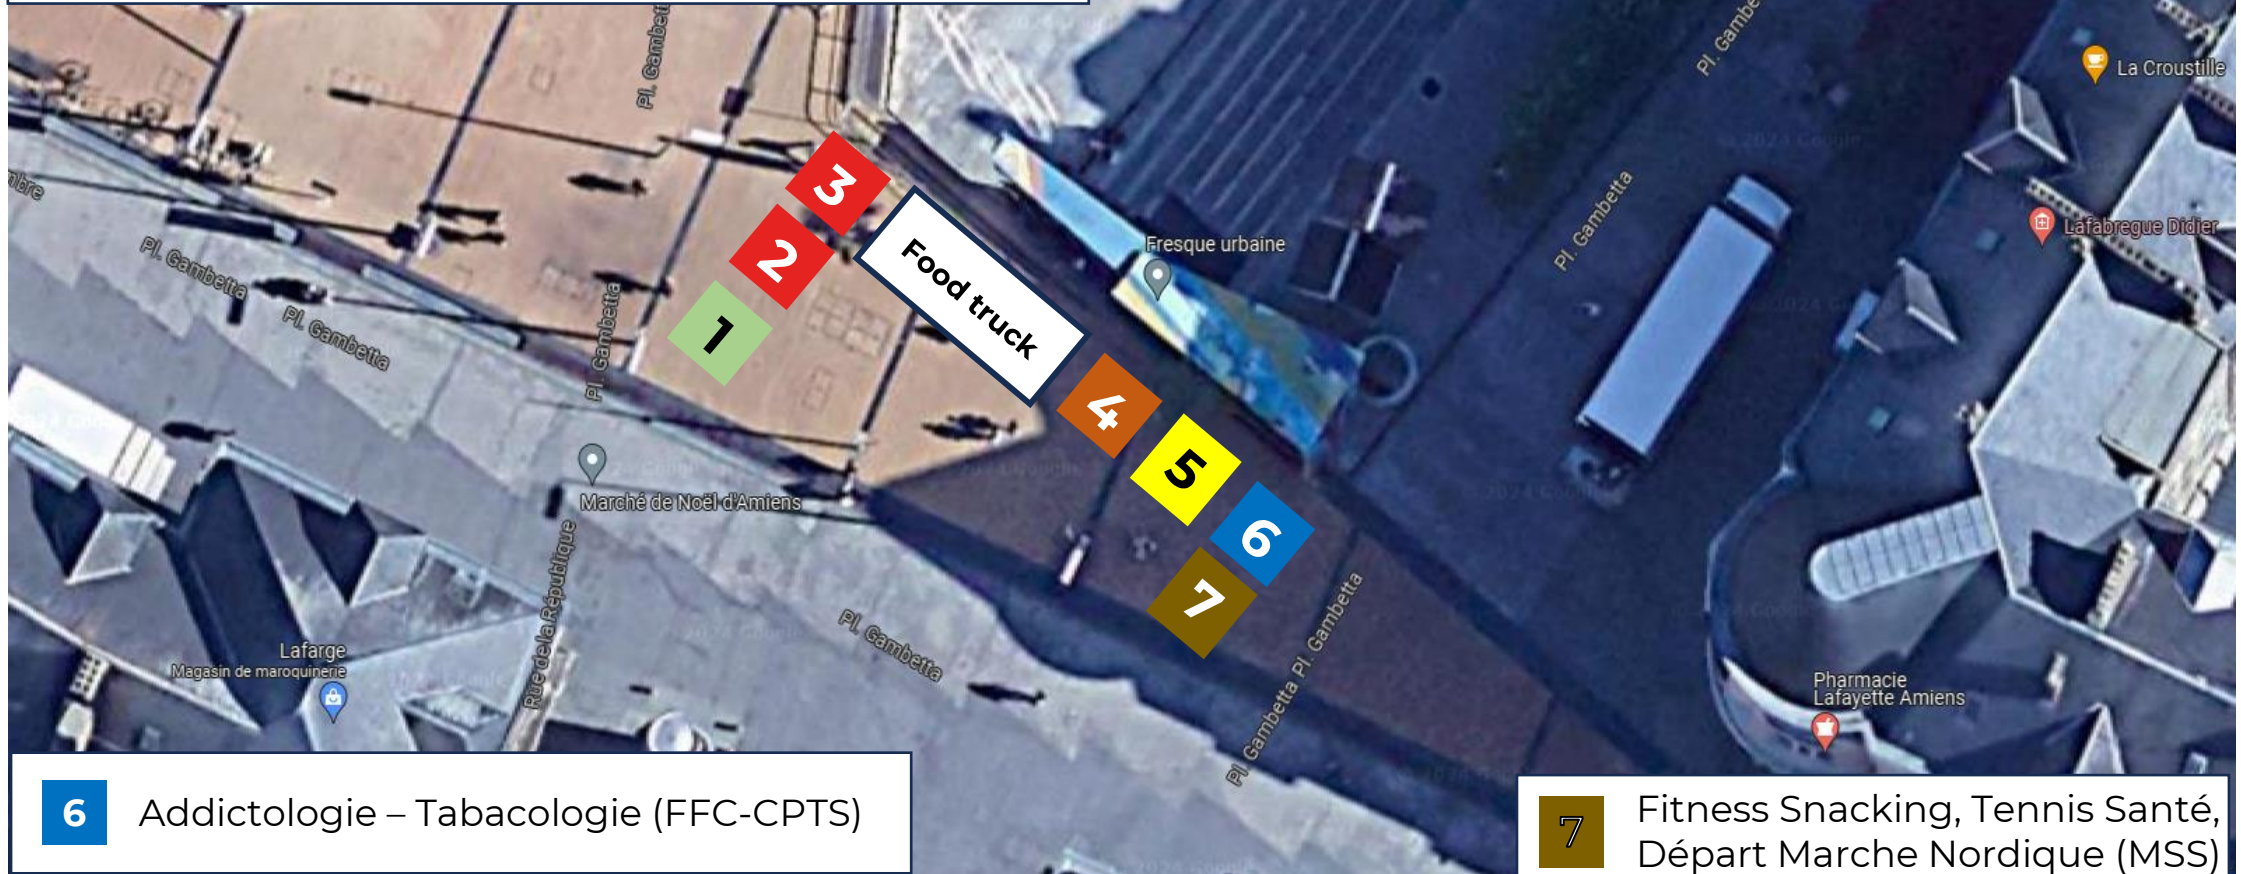 Pl. Gambett
Pl. Gambe
La Croustille
mbre
3
Pl. Gambetta
Lafabregue Didier
Fresque urbaine
2
Food truck
Pl. Gambetta
1
Pl. Gambetta
Pl. Gambetta
4
5
Marché de Noël d'Amiens
6
7
Rue de la République
Pl. Gambetta
Pl. Gambetta
Pl. Gambetta
Lafarge
Magasin de maroquinerie
Pharmacie
Lafayette Amiens
6 Addictologie – Tabacologie (FFC-CPTS)
7 Fitness Snacking, Tennis Santé,
Départ Marche Nordique (MSS)